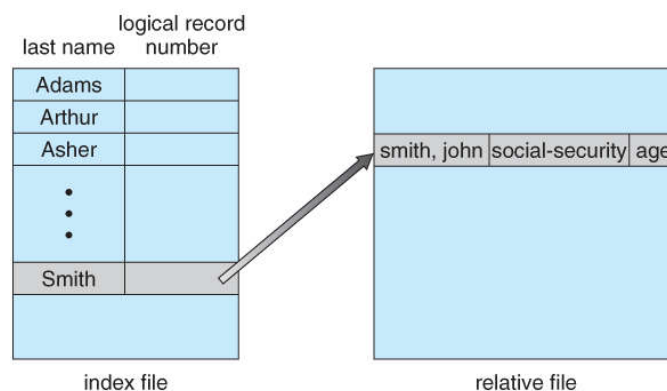 last name
logical record
number
Adams
Arthur
Asher
Smith
smith, john
social-security
age
index file
relative file